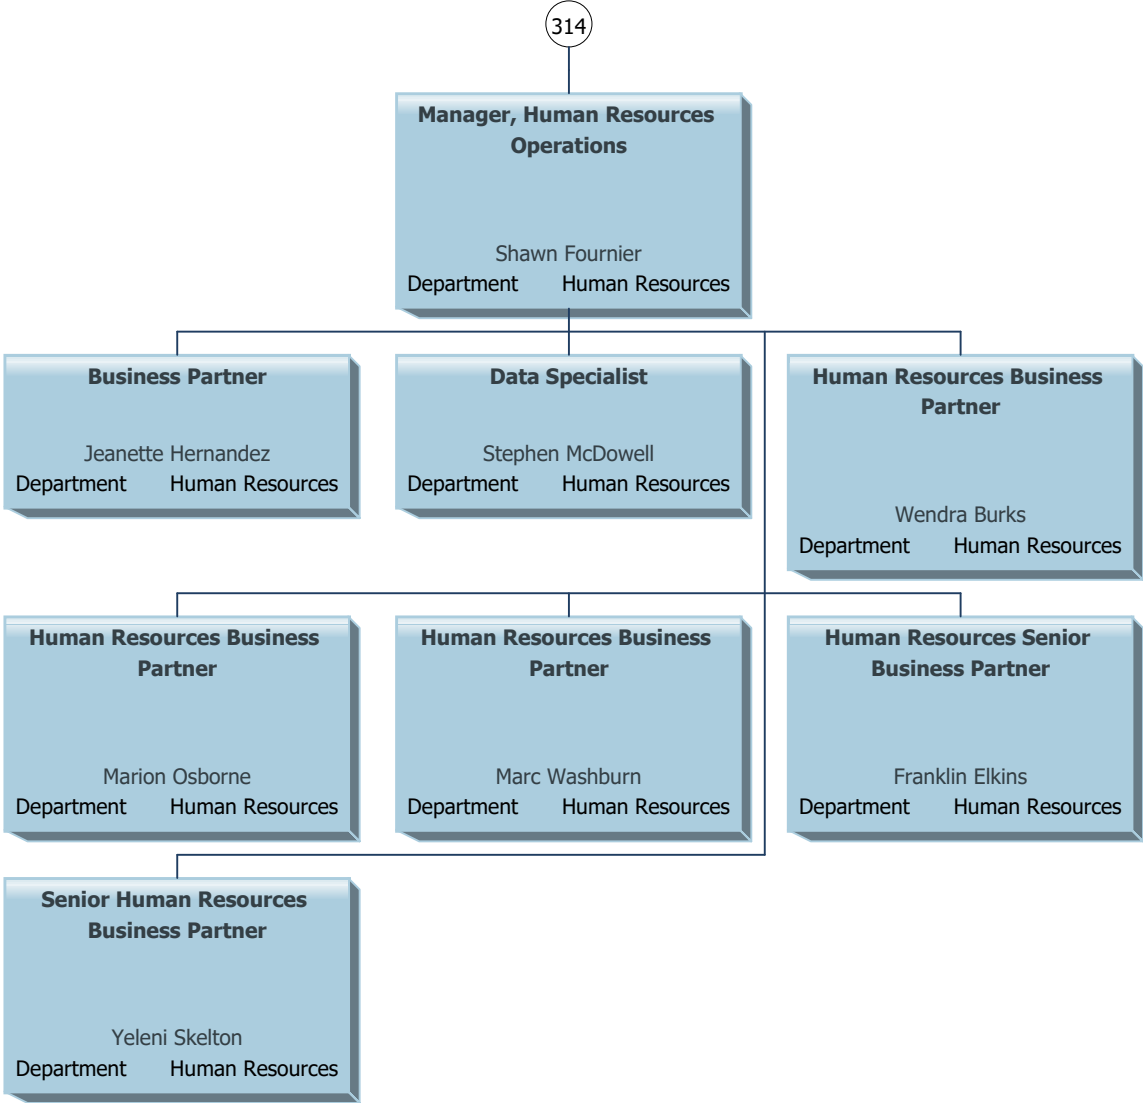 314
Manager, Human Resources
Operations
Shawn Fournier
Department Human Resources
Business Partner
Jeanette Hernandez
Department Human Resources
Data Specialist
Stephen McDowell
Department Human Resources
Human Resources Business
Partner
Wendra Burks
Department Human Resources
Human Resources Business
Partner
Marion Osborne
Department Human Resources
Human Resources Business
Partner
Marc Washburn
Department Human Resources
Human Resources Senior
Business Partner
Franklin Elkins
Department Human Resources
Senior Human Resources
Business Partner
Yeleni Skelton
Department Human Resources